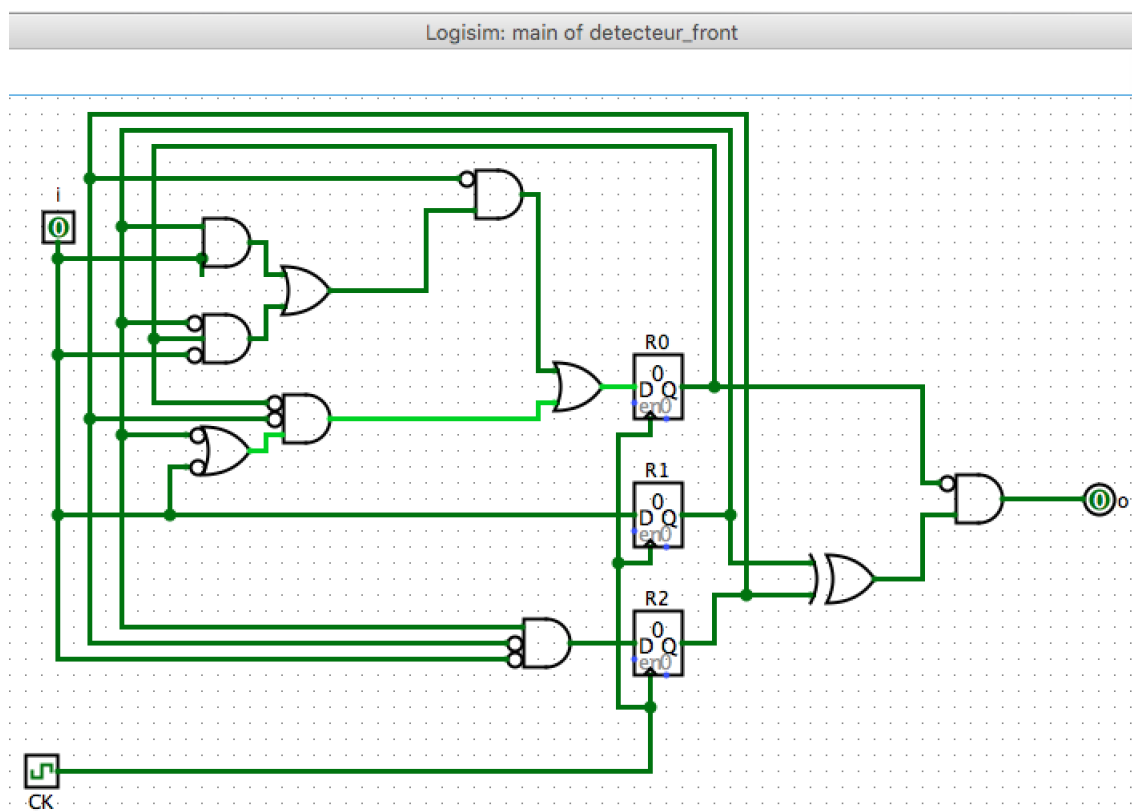 Logisim: main of detecteur_front
i
0
R0
0
D Q
en0
R1
0
D Q
en0
0 o
R2
0
D Q
en0
CK